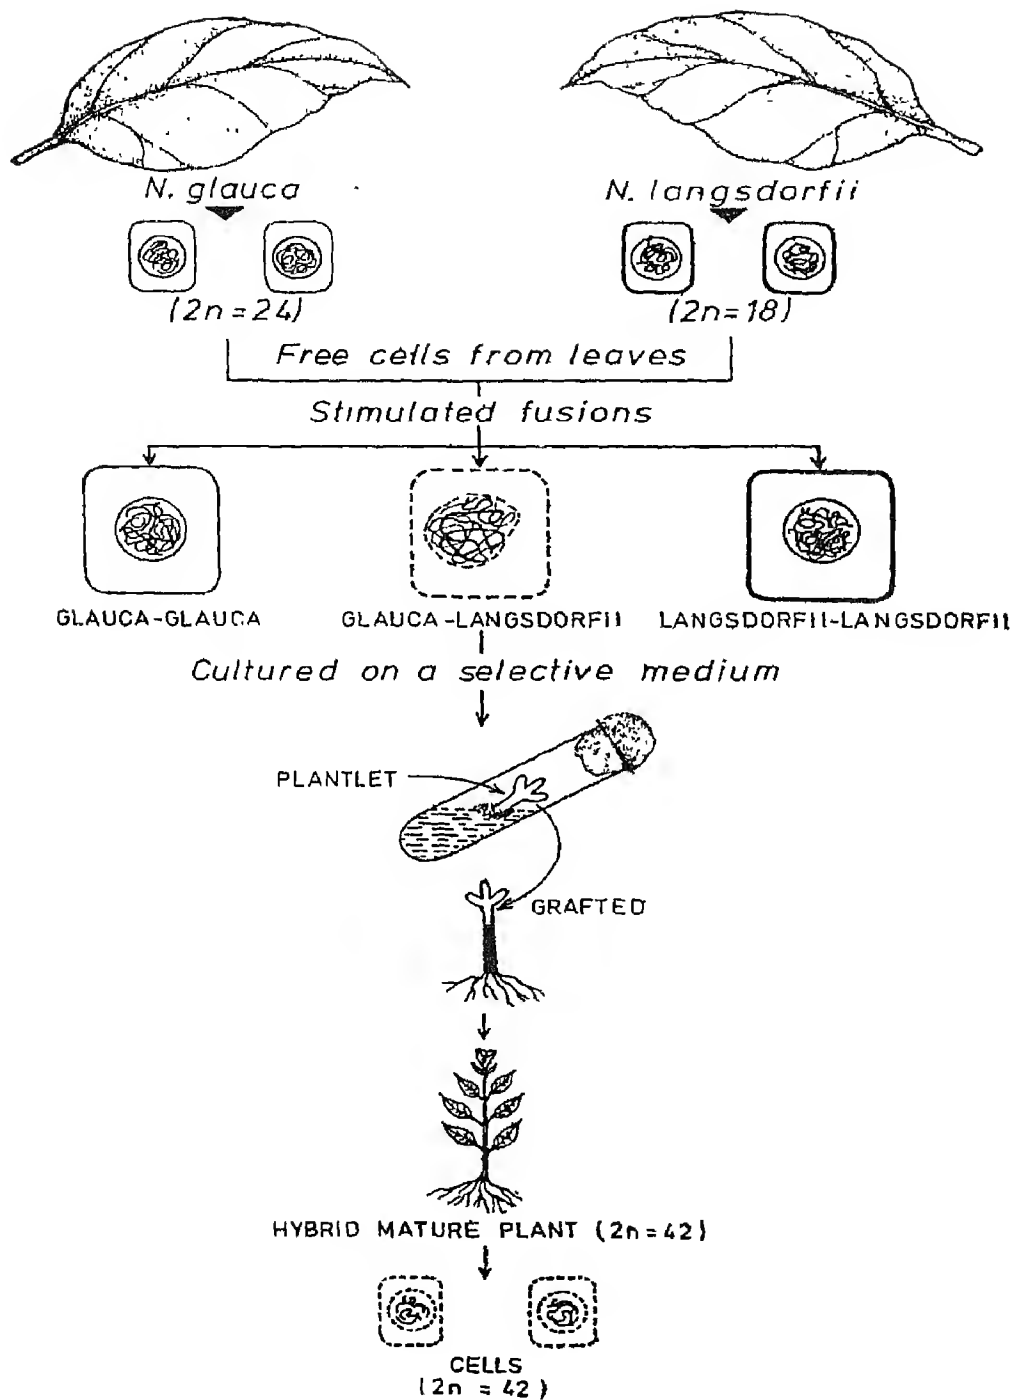 N. glauca
N. langsdorfii
(2n=24)
(2n=18)
Free cells from leaves
Stimulated fusions
GLAUCA-GLAUCA
GLAUCA-LANGSDORFII
LANGSDORFII-LANGSDORFII
Cultured on a selective medium
PLANTLET
GRAFTED
HYBRID MATURE PLANT (2n=42)
CELLS
(2n = 42)